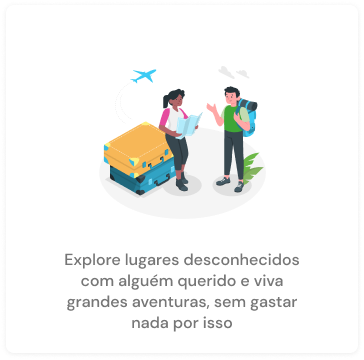 Explore lugares desconhecidos
com alguém querido e viva
grandes aventuras, sem gastar
nada por isso